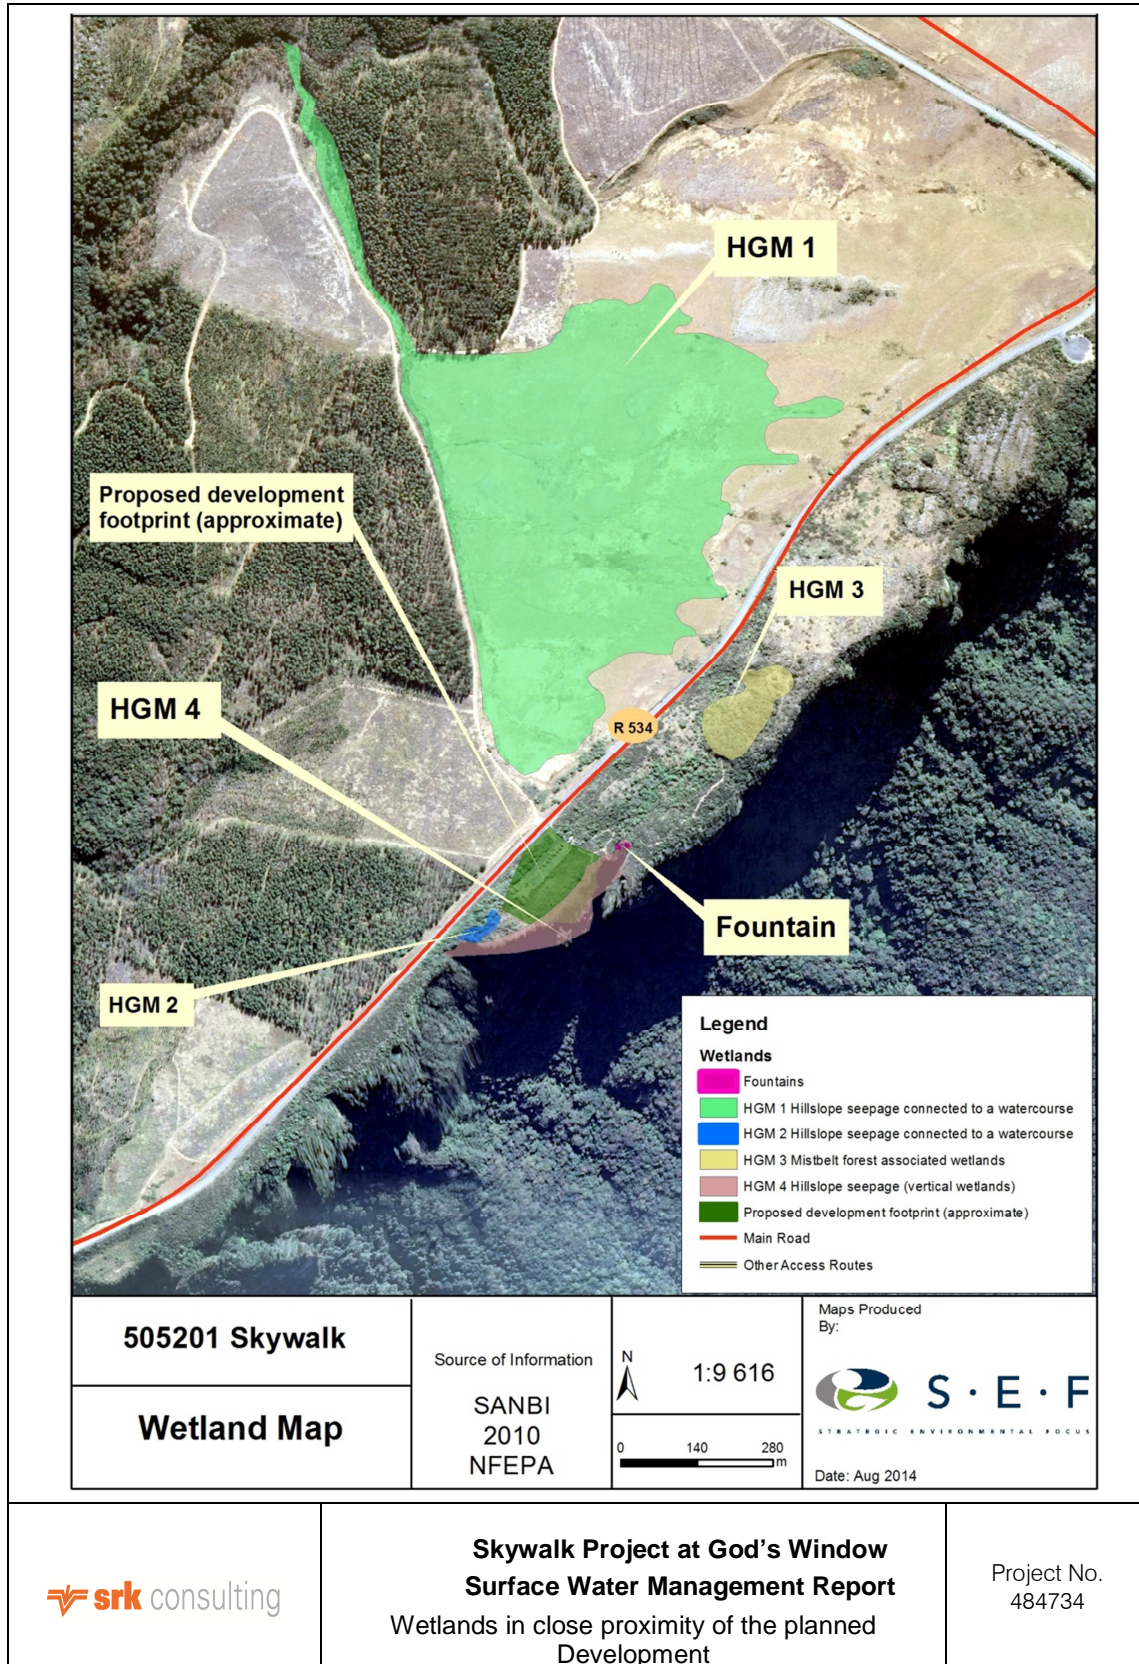 HGM 1
Proposed development
footprint (approximate)
HGM 3
HGM 4
R 534
Fountain
HGM 2
Legend
Wetlands
Fountains
HGM 1 Hillslope seepage connected to a watercourse
HGM 2 Hillslope seepage connected to a watercourse
HGM 3 Mistbelt forest associated wetlands
HGM 4 Hillslope seepage (vertical wetlands)
Proposed development footprint (approximate)
Main Road
Other Access Routes
505201 Skywalk
Wetland Map
Source of Information
SANBI
2010
NFEPA
N
1:9 616
0 140 280
m
Maps Produced
By:
S · E · F
STRATEGIC ENVIRONMENTAL FOCUS
Date: Aug 2014
srk consulting
Skywalk Project at God's Window
Surface Water Management Report
Wetlands in close proximity of the planned
Development
Project No.
484734